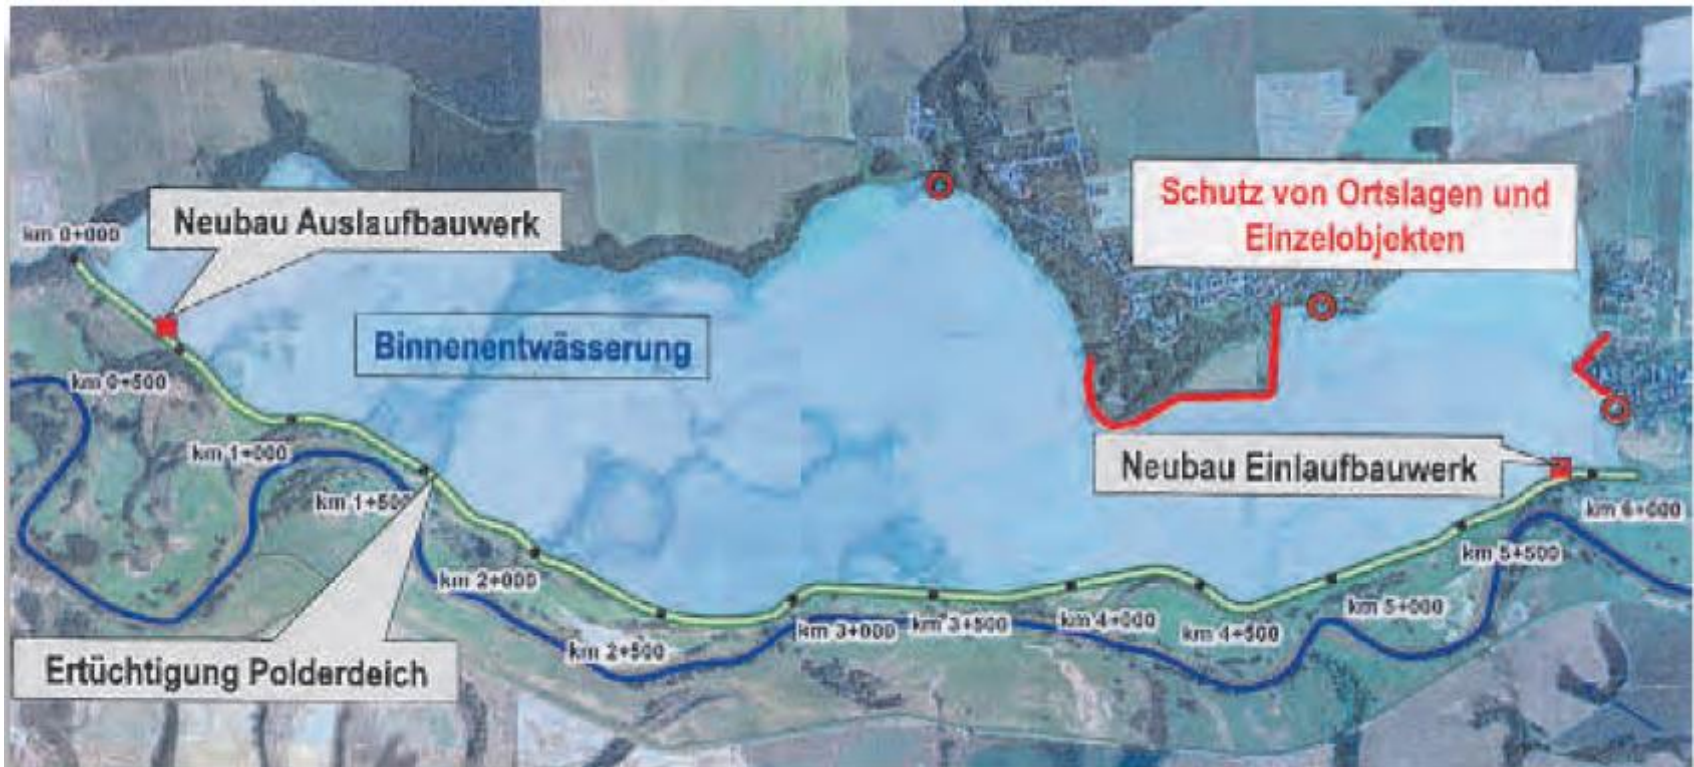 Schutz von Ortslagen und
Einzelobjekten
Neubau Auslaufbauwerk
km 0+000
Binnenentwässerung
km 0+500
km 1+000
Neubau Einlaufbauwerk
km 1+500
km 6+000
km 5+500
km 2+000
km 5+000
km 4+000
km 3+500
km 3+000
km 4+500
km 2+500
Ertüchtigung Polderdeich